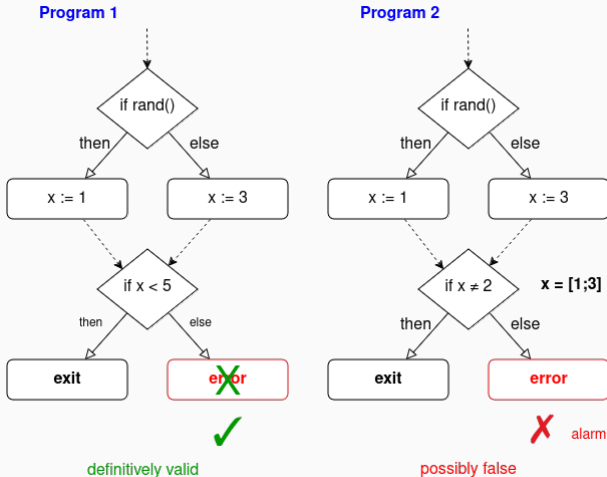 Program 1
if rand()
then
else
x := 1
x := 3
if x < 5
then
else
exit
error
definitively valid
Program 2
if rand()
then
else
x := 1
x := 3
if x ≠ 2
x = [1;3]
then
else
exit
error
alarm
possibly false